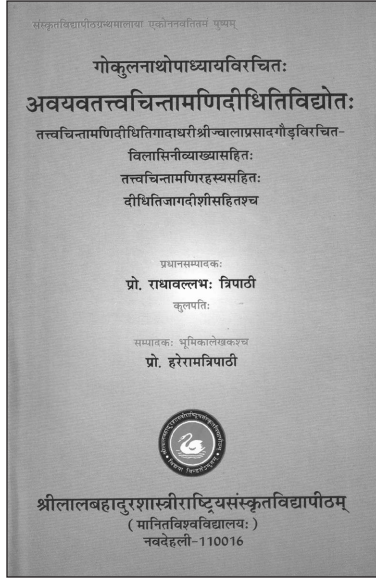 संस्कृतविद्यापीठग्रन्थमालाया एकोननवतितमं पुष्पम्
गोकुलनाथोपाध्यायविरचितः
अवयवतत्त्वचिन्तामणिदीधितिविद्योतः
तत्त्वचिन्तामणिदीधितिगादाधरीश्रीज्वालाप्रसादगौड़विरचित-
विलासिनीव्याख्यासहितः
तत्त्वचिन्तामणिरहस्यसहितः
दीधितिजागदीशीसहितश्च
प्रधानसम्पादकः
प्रो. राधावल्लभः त्रिपाठी
कुलपतिः
सम्पादकः भूमिकालेखकश्च
प्रो. हरेरामत्रिपाठी
श्रीलालबहादुरशास्त्रीराष्ट्रियसंस्कृतविद्यापीठम्
( मानितविश्वविद्यालयः )
नवदेहली-110016